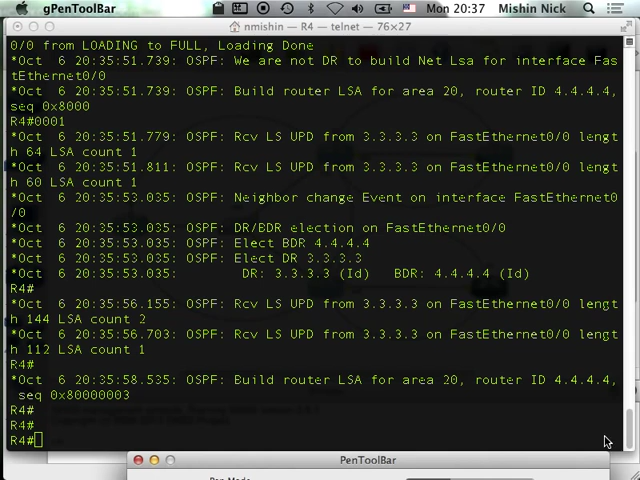 gPenToolBar
Mon 20:37
Mishin Nick
nmishin — R4 — telnet — 76×27
0/0 from LOADING to FULL, Loading Done
*Oct  6 20:35:51.739: OSPF: We are not DR to build Net Lsa for interface Fas
tEthernet0/0
*Oct  6 20:35:51.739: OSPF: Build router LSA for area 20, router ID 4.4.4.4,
seq 0x8000
R4#0001
*Oct  6 20:35:51.779: OSPF: Rcv LS UPD from 3.3.3.3 on FastEthernet0/0 lengt
h 64 LSA count 1
*Oct  6 20:35:51.811: OSPF: Rcv LS UPD from 3.3.3.3 on FastEthernet0/0 lengt
h 60 LSA count 1
*Oct  6 20:35:53.035: OSPF: Neighbor change Event on interface FastEthernet0
/0
*Oct  6 20:35:53.035: OSPF: DR/BDR election on FastEthernet0/0
*Oct  6 20:35:53.035: OSPF: Elect BDR 4.4.4.4
*Oct  6 20:35:53.035: OSPF: Elect DR 3.3.3.3
*Oct  6 20:35:53.035:        DR: 3.3.3.3 (Id)   BDR: 4.4.4.4 (Id)
R4#
*Oct  6 20:35:56.155: OSPF: Rcv LS UPD from 3.3.3.3 on FastEthernet0/0 lengt
h 144 LSA count 2
*Oct  6 20:35:56.703: OSPF: Rcv LS UPD from 3.3.3.3 on FastEthernet0/0 lengt
h 112 LSA count 1
R4#
*Oct  6 20:35:58.535: OSPF: Build router LSA for area 20, router ID 4.4.4.4,
seq 0x80000003
R4#
R4#
R4#
PenToolBar